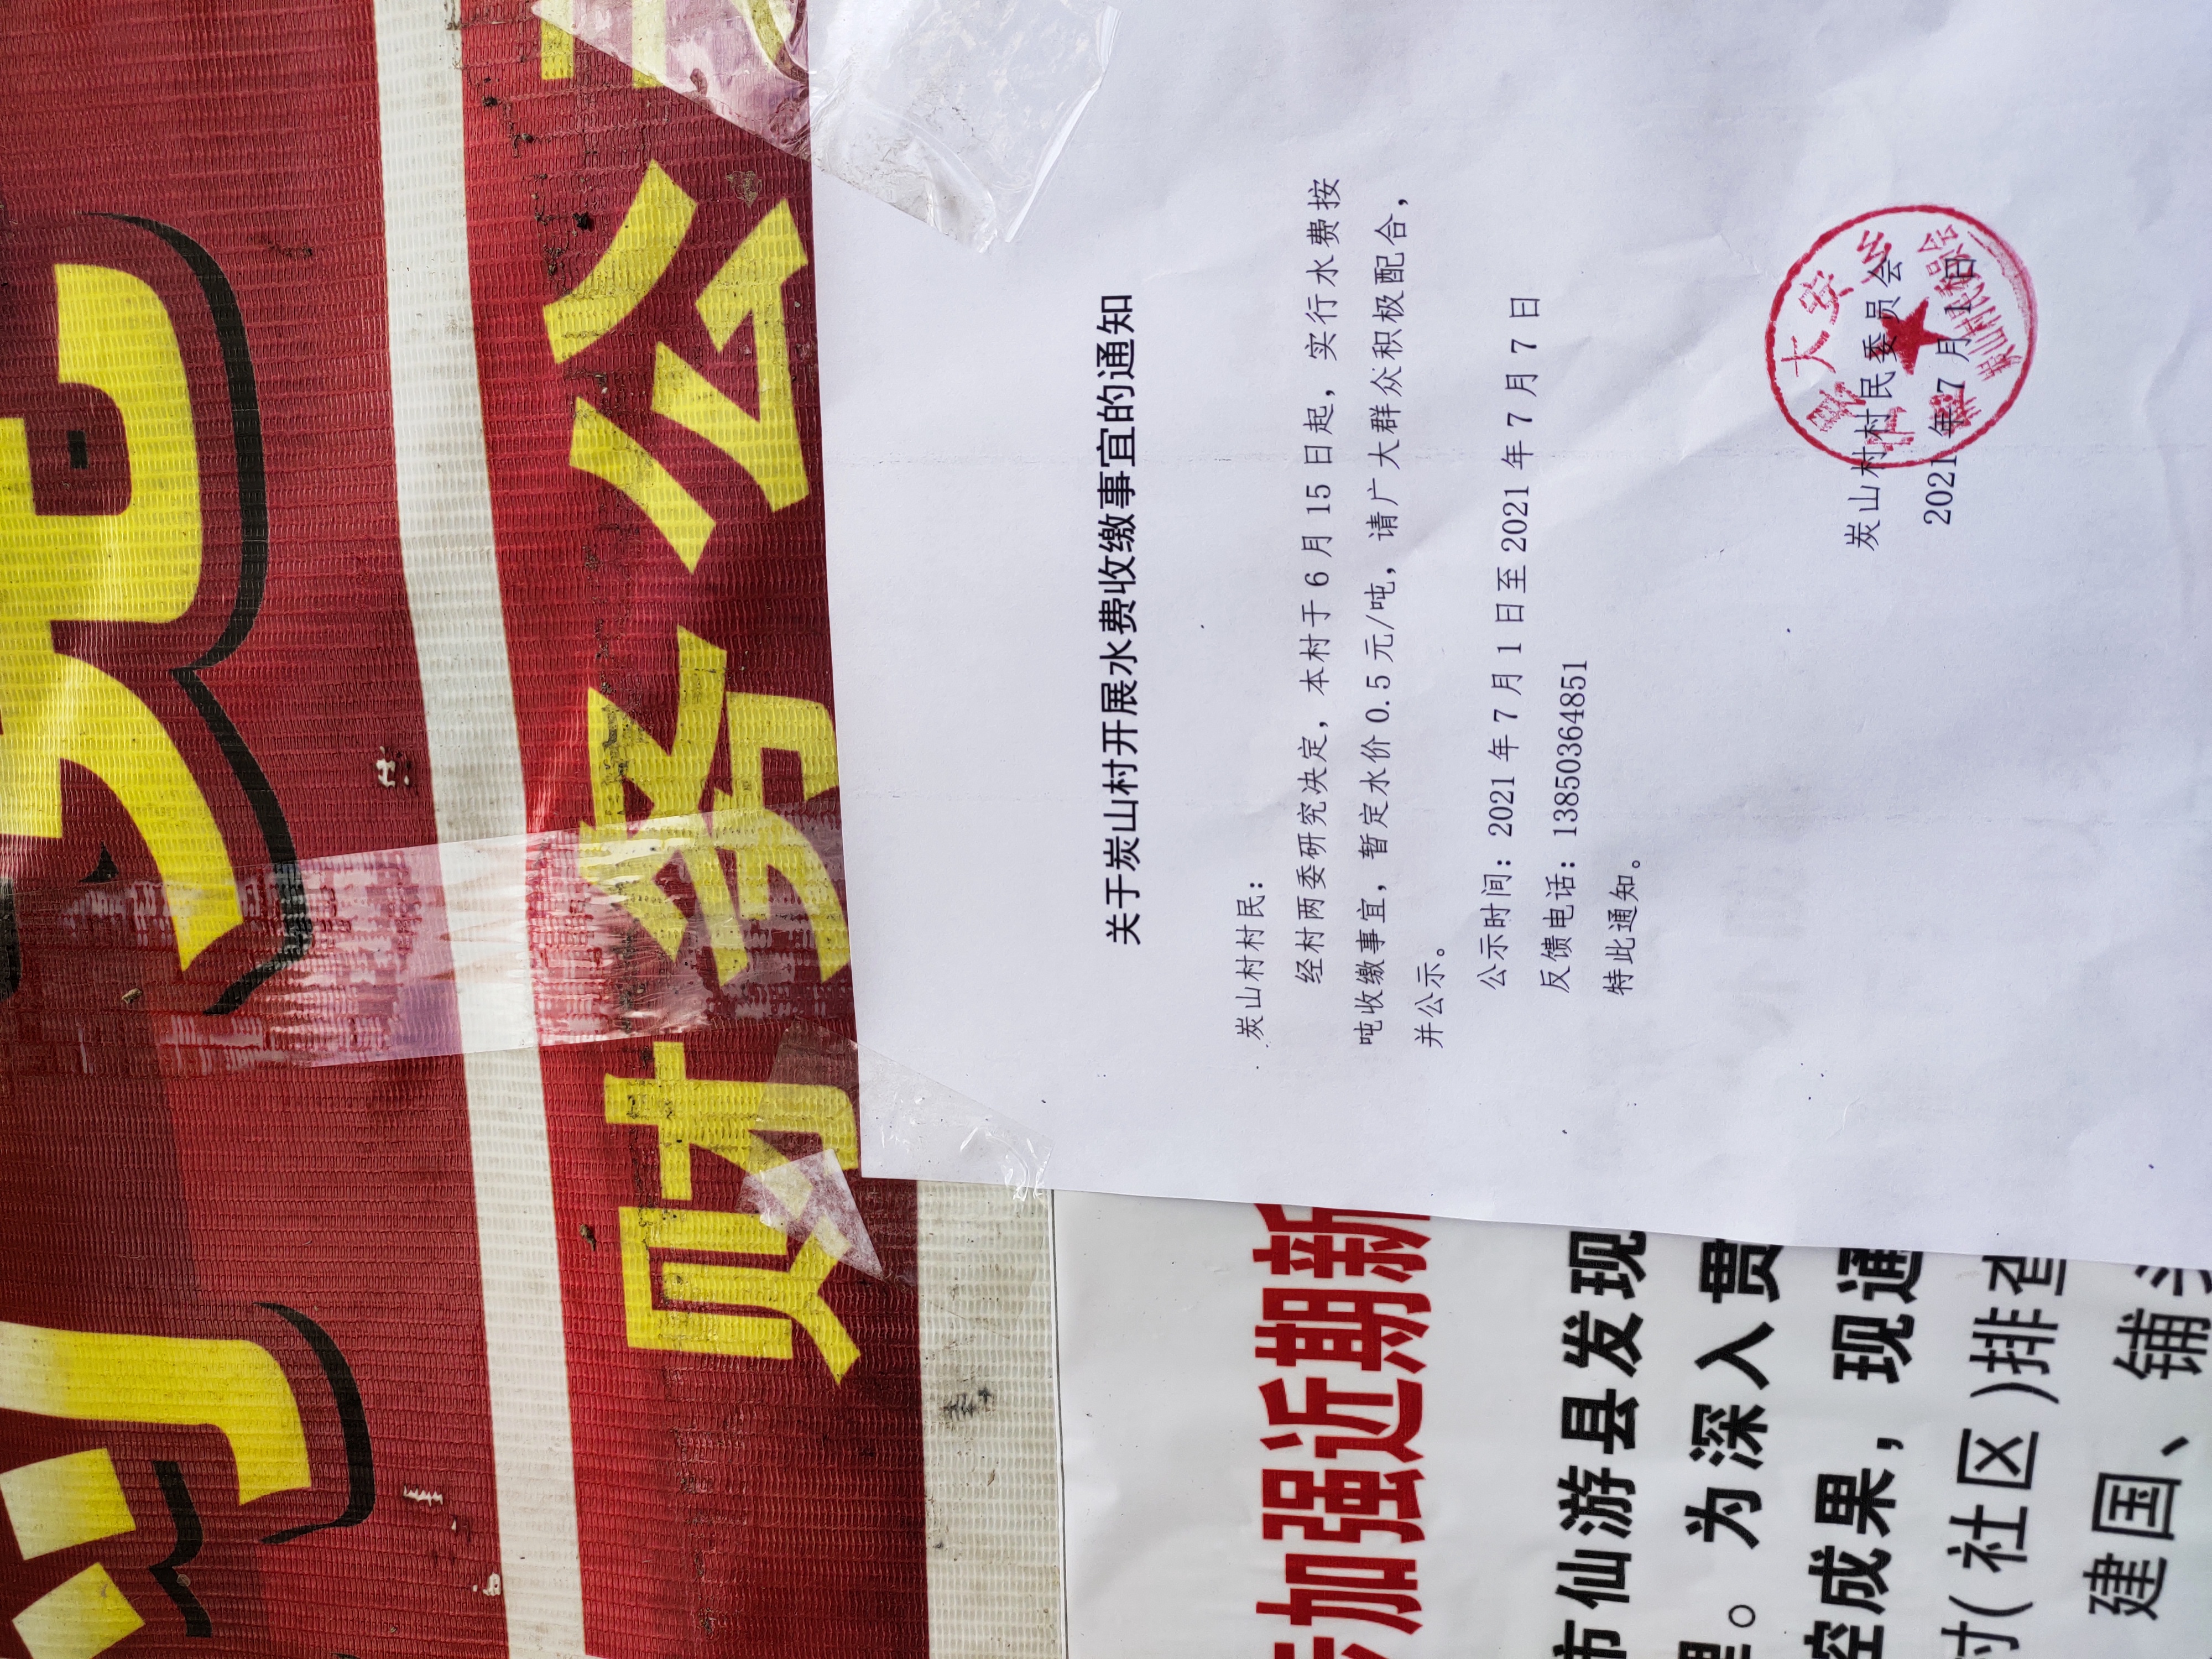 财务公
关于炭山村开展水费收缴事宜的通知
炭山村村民：
经村两委研究决定，本村于6月15日起，实行水费按
吨收缴事宜，暂定水价0.5元/吨，请广大群众积极配合，
并公示。
公示时间：2021年7月1日至2021年7月7日
反馈电话：13850364851
特此通知。
炭山村村民委员会
2021年7月1日
大安
加强近期新
市仙游县发现
。为深入贯
控成果，现通
村(社区)排查
建国、铺